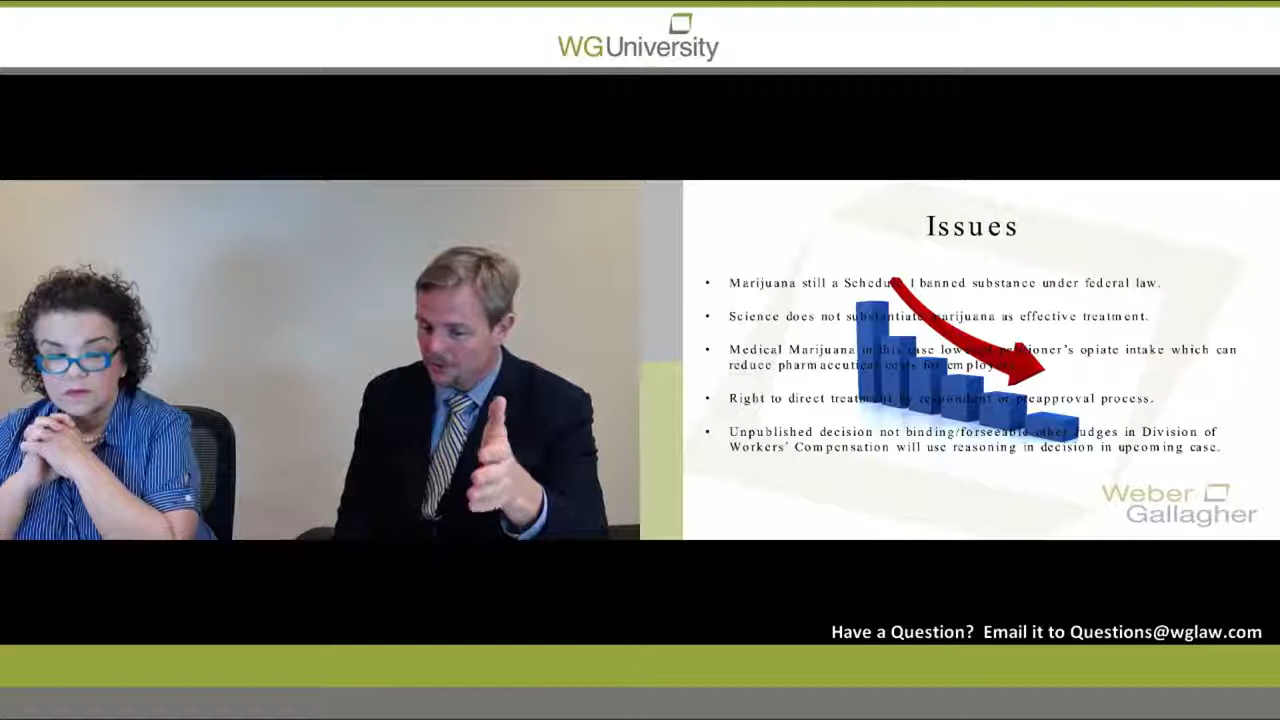 WGUniversity
Issues
• Marijuana still a Schedule I banned substance under federal law.
• Science does not substantiate marijuana as effective treatment.
• Medical Marijuana in this case lowered petitioner's opiate intake which can
reduce pharmaceutical costs for employer.
• Right to direct treatment by respondent or preapproval process.
• Unpublished decision not binding/forseeable other judges in Division of
Workers' Compensation will use reasoning in decision in upcoming case.
Weber
Gallagher
Have a Question? Email it to Questions@wglaw.com